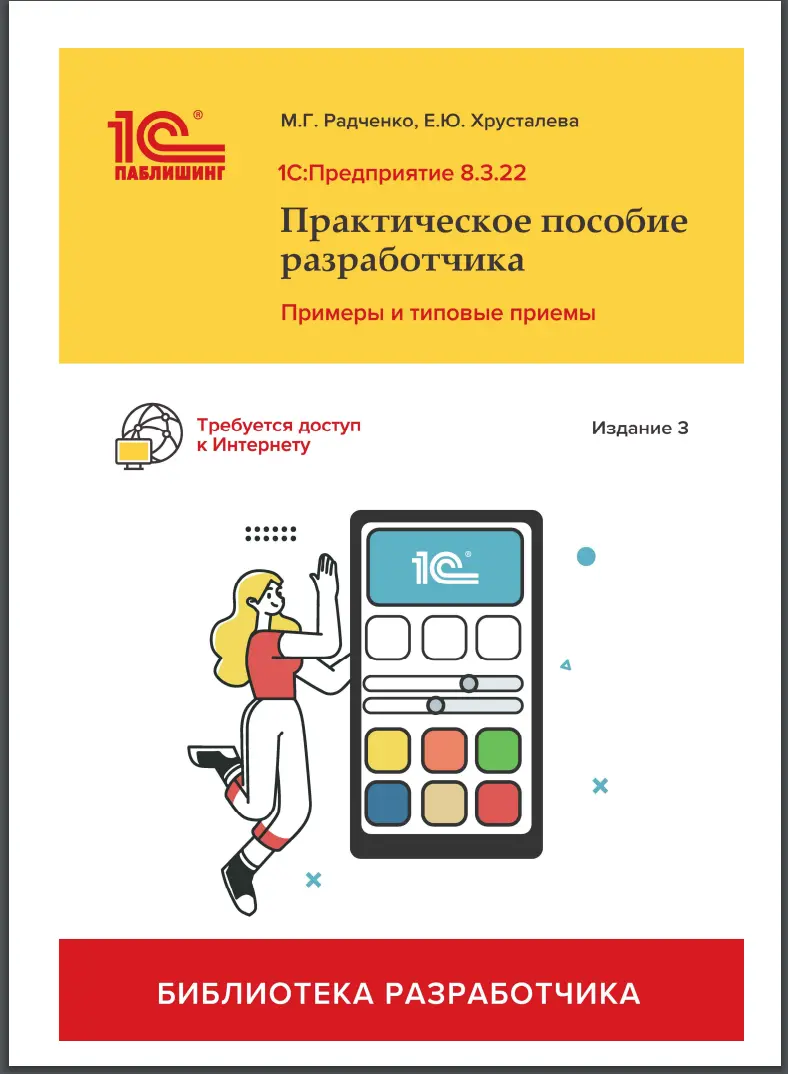 1С®
ПАБЛИШИНГ
М.Г. Радченко, Е.Ю. Хрусталева
1С:Предприятие 8.3.22
Практическое пособие
разработчика
Примеры и типовые приемы
Требуется доступ
к Интернету
Издание 3
1С®
БИБЛИОТЕКА РАЗРАБОТЧИКА